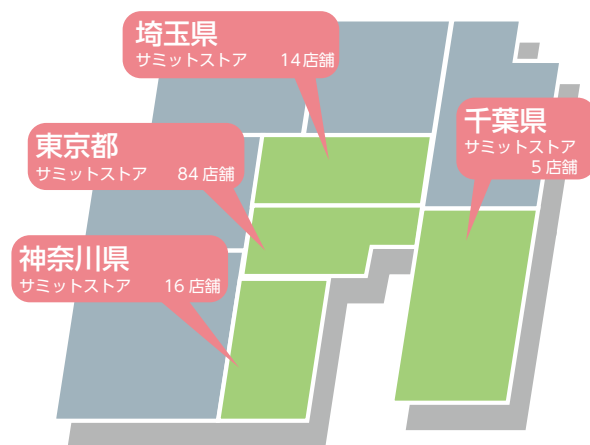 埼玉県
サミットストア 14店舗
東京都
サミットストア 84店舗
千葉県
サミットストア
5店舗
神奈川県
サミットストア 16店舗